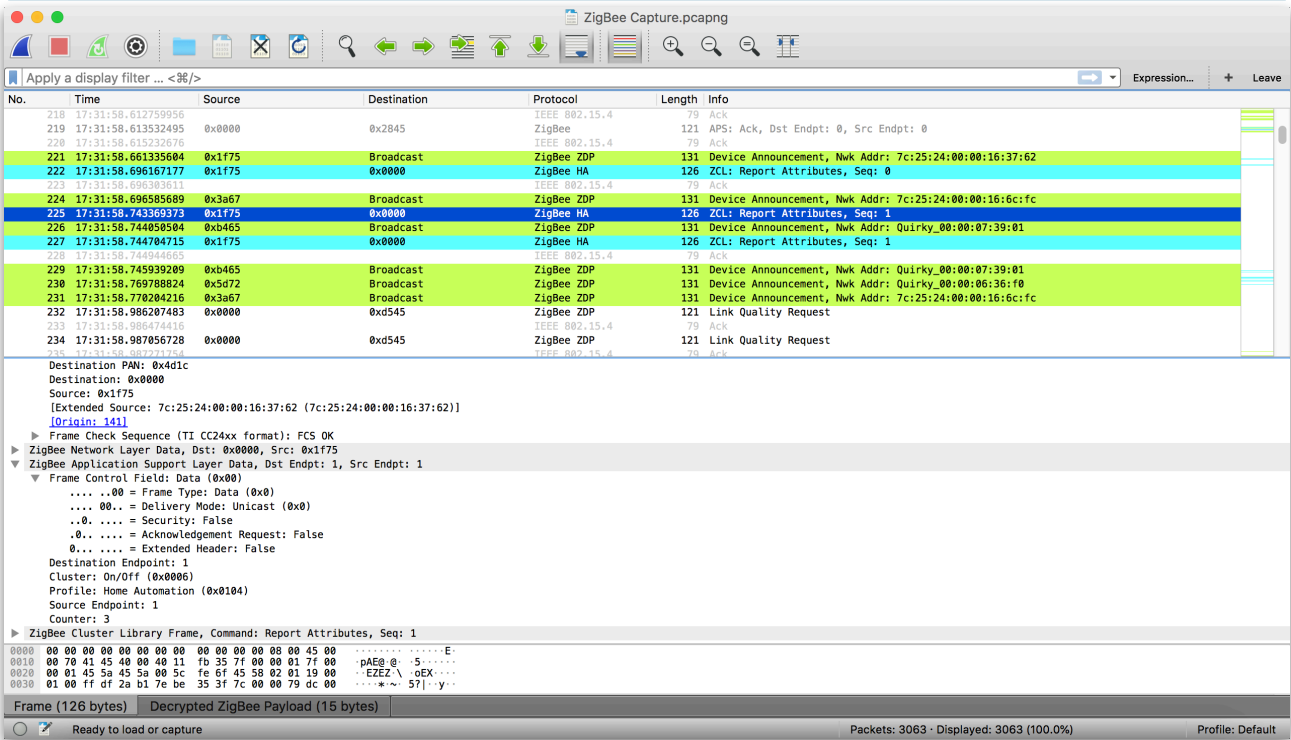 ZigBee Capture.pcapng
Apply a display filter ... <⌘/>
Expression...
+
Leave
No. Time Source Destination Protocol Length Info
218 17:31:58.612759956 IEEE 802.15.4 79 Ack
219 17:31:58.613532495 0x0000 0x2845 ZigBee 121 APS: Ack, Dst Endpt: 0, Src Endpt: 0
220 17:31:58.615232676 IEEE 802.15.4 79 Ack
221 17:31:58.661335604 0x1f75 Broadcast ZigBee ZDP 131 Device Announcement, Nwk Addr: 7c:25:24:00:00:16:37:62
222 17:31:58.696167177 0x1f75 0x0000 ZigBee HA 126 ZCL: Report Attributes, Seq: 0
223 17:31:58.696303611 IEEE 802.15.4 79 Ack
224 17:31:58.696585689 0x3a67 Broadcast ZigBee ZDP 131 Device Announcement, Nwk Addr: 7c:25:24:00:00:16:6c:fc
225 17:31:58.743369373 0x1f75 0x0000 ZigBee HA 126 ZCL: Report Attributes, Seq: 1
226 17:31:58.744050504 0xb465 Broadcast ZigBee ZDP 131 Device Announcement, Nwk Addr: Quirky_00:00:07:39:01
227 17:31:58.744704715 0x1f75 0x0000 ZigBee HA 126 ZCL: Report Attributes, Seq: 1
228 17:31:58.744944665 IEEE 802.15.4 79 Ack
229 17:31:58.745939209 0xb465 Broadcast ZigBee ZDP 131 Device Announcement, Nwk Addr: Quirky_00:00:07:39:01
230 17:31:58.769788824 0x5d72 Broadcast ZigBee ZDP 131 Device Announcement, Nwk Addr: Quirky_00:00:06:36:f0
231 17:31:58.770204216 0x3a67 Broadcast ZigBee ZDP 131 Device Announcement, Nwk Addr: 7c:25:24:00:00:16:6c:fc
232 17:31:58.986207483 0x0000 0xd545 ZigBee ZDP 121 Link Quality Request
233 17:31:58.986474416 IEEE 802.15.4 79 Ack
234 17:31:58.987056728 0x0000 0xd545 ZigBee ZDP 121 Link Quality Request
235 17:31:58.987271754 IEEE 802.15.4 79 Ack
Destination PAN: 0x4d1c
Destination: 0x0000
Source: 0x1f75
[Extended Source: 7c:25:24:00:00:16:37:62 (7c:25:24:00:00:16:37:62)]
[Origin: 141]
Frame Check Sequence (TI CC24xx format): FCS OK
ZigBee Network Layer Data, Dst: 0x0000, Src: 0x1f75
ZigBee Application Support Layer Data, Dst Endpt: 1, Src Endpt: 1
Frame Control Field: Data (0x00)
.... ..00 = Frame Type: Data (0x0)
.... 00.. = Delivery Mode: Unicast (0x0)
..0. .... = Security: False
.0.. .... = Acknowledgement Request: False
0... .... = Extended Header: False
Destination Endpoint: 1
Cluster: On/Off (0x0006)
Profile: Home Automation (0x0104)
Source Endpoint: 1
Counter: 3
ZigBee Cluster Library Frame, Command: Report Attributes, Seq: 1
0000 00 00 00 00 00 00 00 00 00 00 00 00 08 00 45 00 ········ ······E·
0010 00 70 41 45 40 00 40 11 fb 35 7f 00 00 01 7f 00 ·pAE@·@· ·5······
0020 00 01 45 5a 45 5a 00 5c fe 6f 45 58 02 01 19 00 ··EZEZ·\ ·oEX····
0030 01 00 ff df 2a b1 7e be 35 3f 7c 00 00 79 dc 00 ····*·~· 5?|··y··
Frame (126 bytes) Decrypted ZigBee Payload (15 bytes)
Ready to load or capture Packets: 3063 · Displayed: 3063 (100.0%) Profile: Default